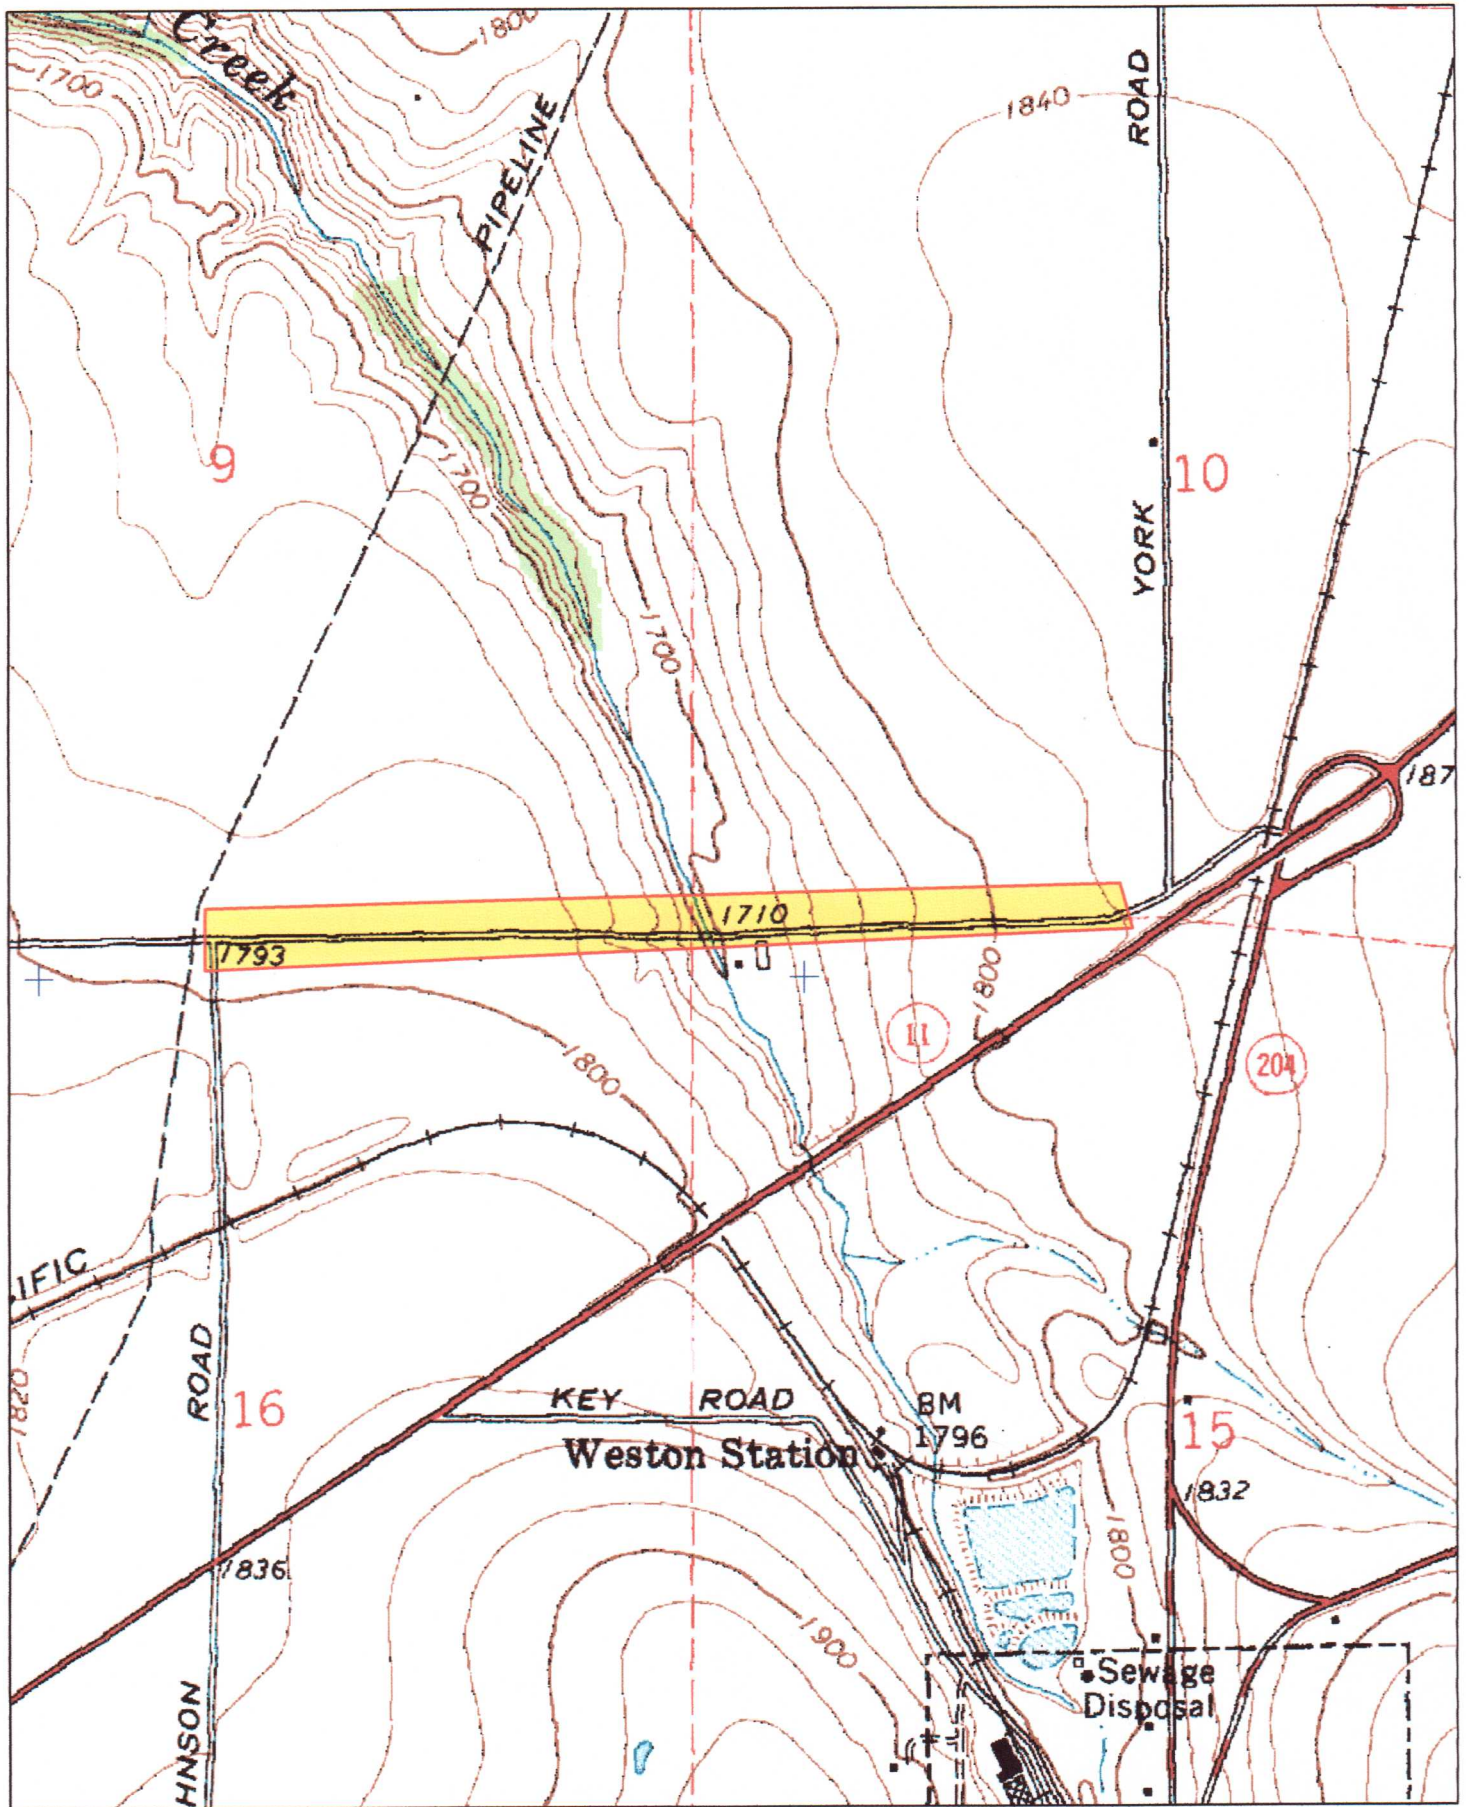 Creek
1800
1700
PIPELINE
1840
ROAD
9
1700
10
YORK
1700
187
1710
1793
1800
11
204
1800
IFIC
ROAD
1820
16
KEY ROAD
BM
1796
Weston Station
15
1832
1800
1836
1900
Sewage
Disposal
HNSON